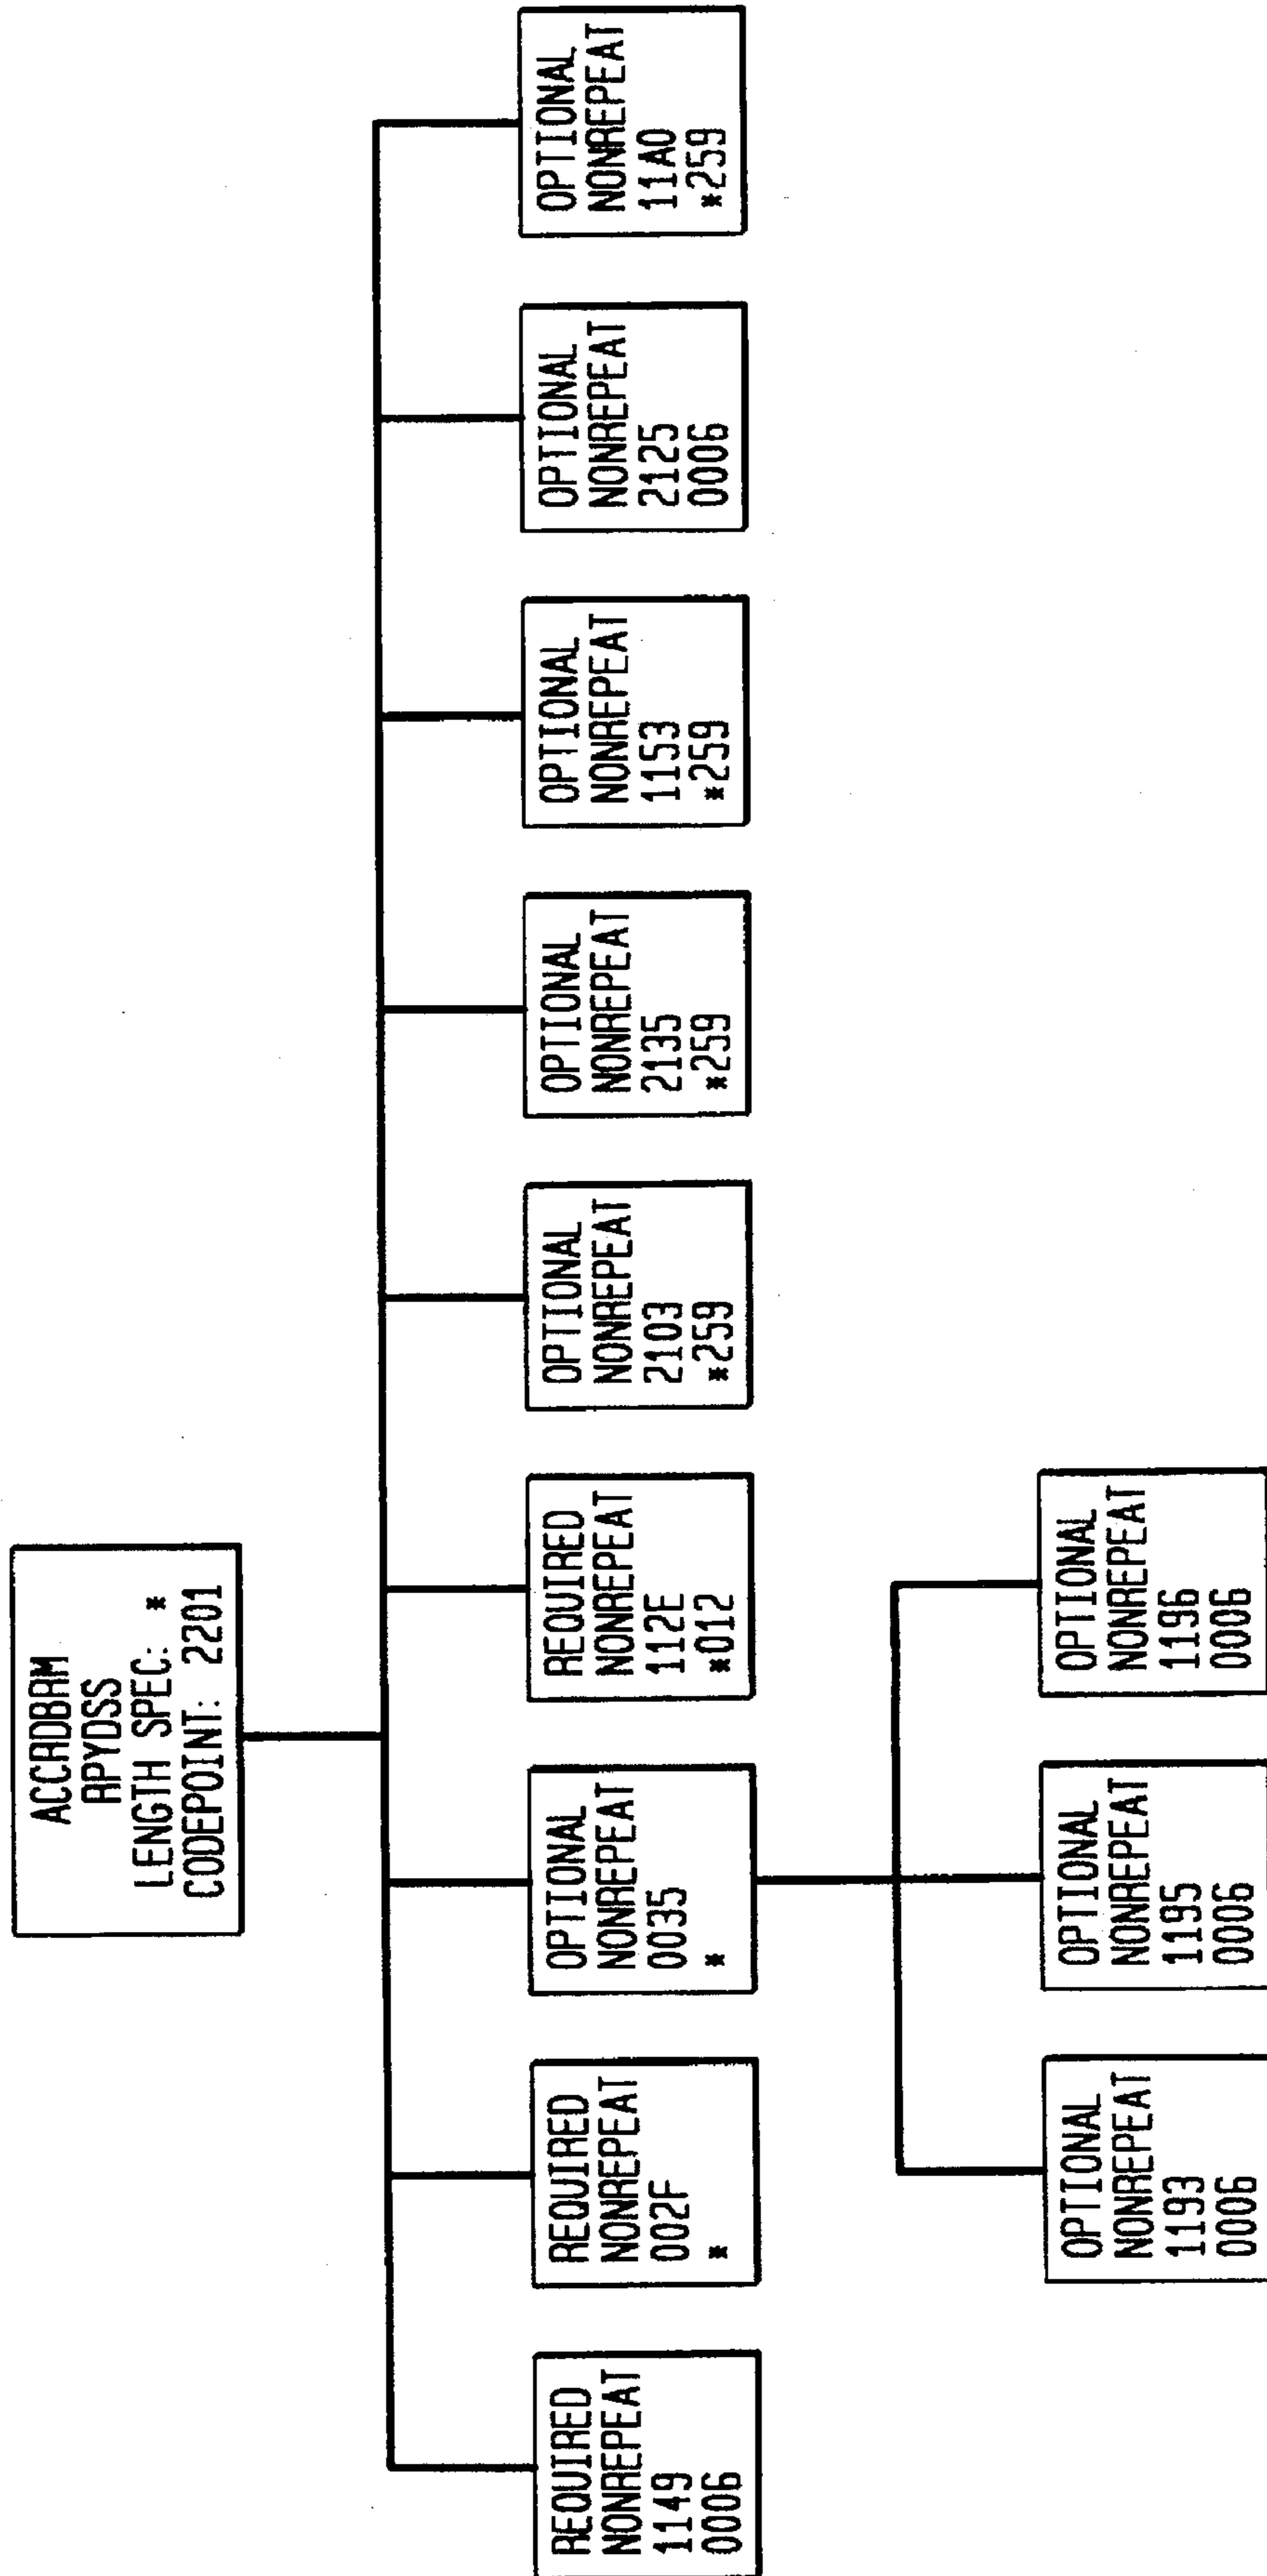 ACCRDBRM
RPYDSS
LENGTH SPEC: *
CODEPOINT: 2201
REQUIRED
NONREPEAT
1149
0006
REQUIRED
NONREPEAT
002F
*
OPTIONAL
NONREPEAT
0035
*
REQUIRED
NONREPEAT
112E
*012
OPTIONAL
NONREPEAT
2103
*259
OPTIONAL
NONREPEAT
2135
*259
OPTIONAL
NONREPEAT
1153
*259
OPTIONAL
NONREPEAT
2125
0006
OPTIONAL
NONREPEAT
11A0
*259
OPTIONAL
NONREPEAT
1193
0006
OPTIONAL
NONREPEAT
1195
0006
OPTIONAL
NONREPEAT
1196
0006